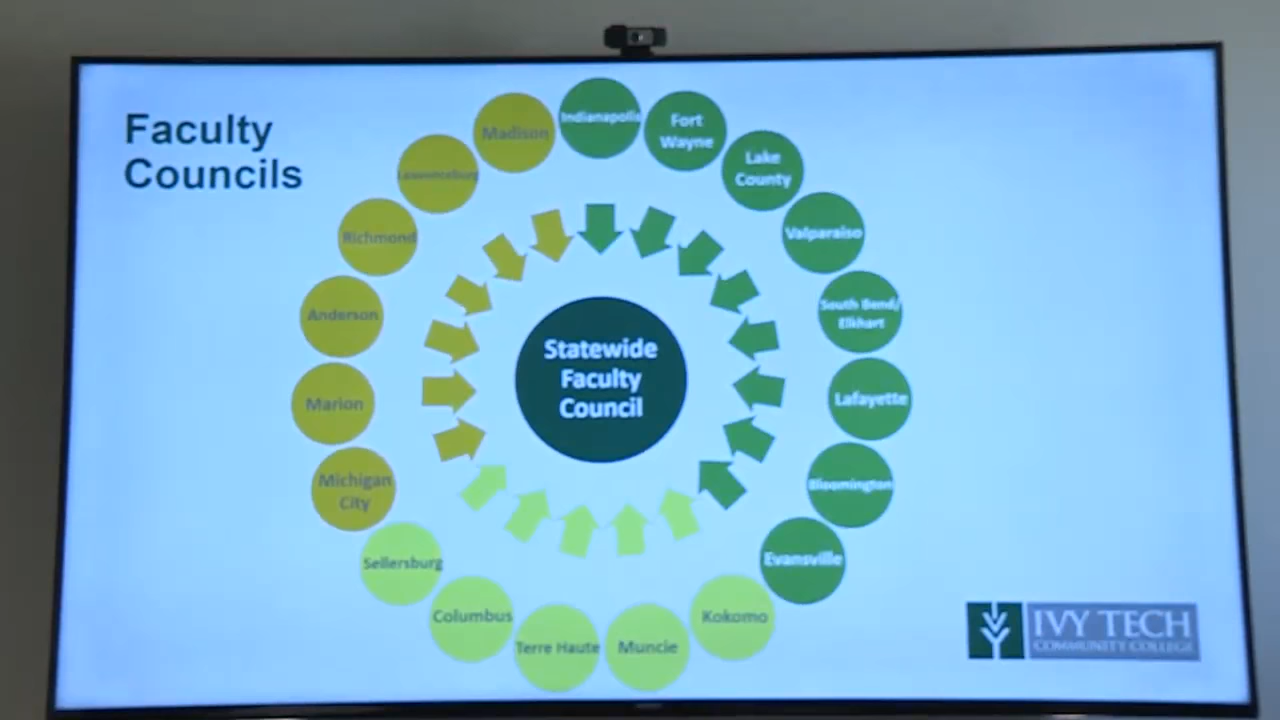 Faculty
Councils
Indianapolis
Fort
Wayne
Lake
County
Valparaiso
South Bend/
Elkhart
Lafayette
Bloomington
Evansville
Kokomo
Muncie
Terre Haute
Columbus
Sellersburg
Michigan
City
Marion
Anderson
Richmond
Lawrenceburg
Madison
Statewide
Faculty
Council
IVY TECH
COMMUNITY COLLEGE